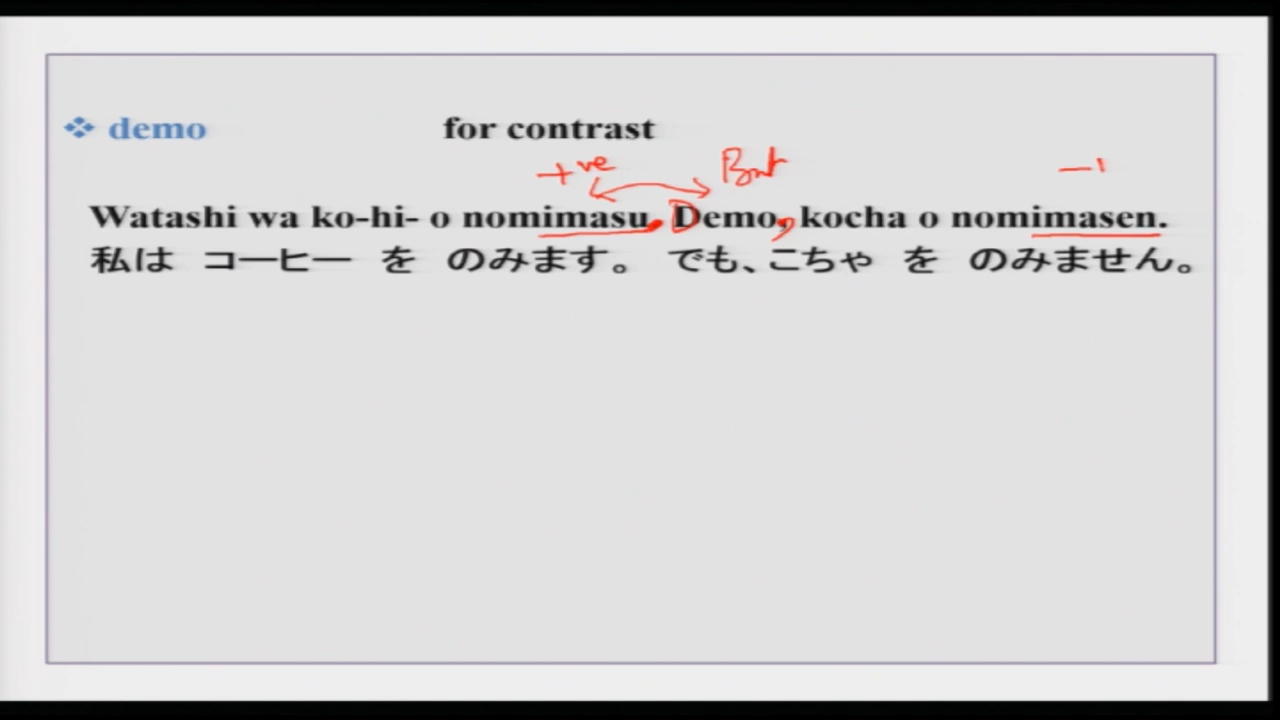 ❖ demo for contrast
+ve But –
Watashi wa ko-hi- o nomimasu. Demo, kocha o nomimasen.
私は コーヒー を のみます。 でも、こちゃ を のみません。